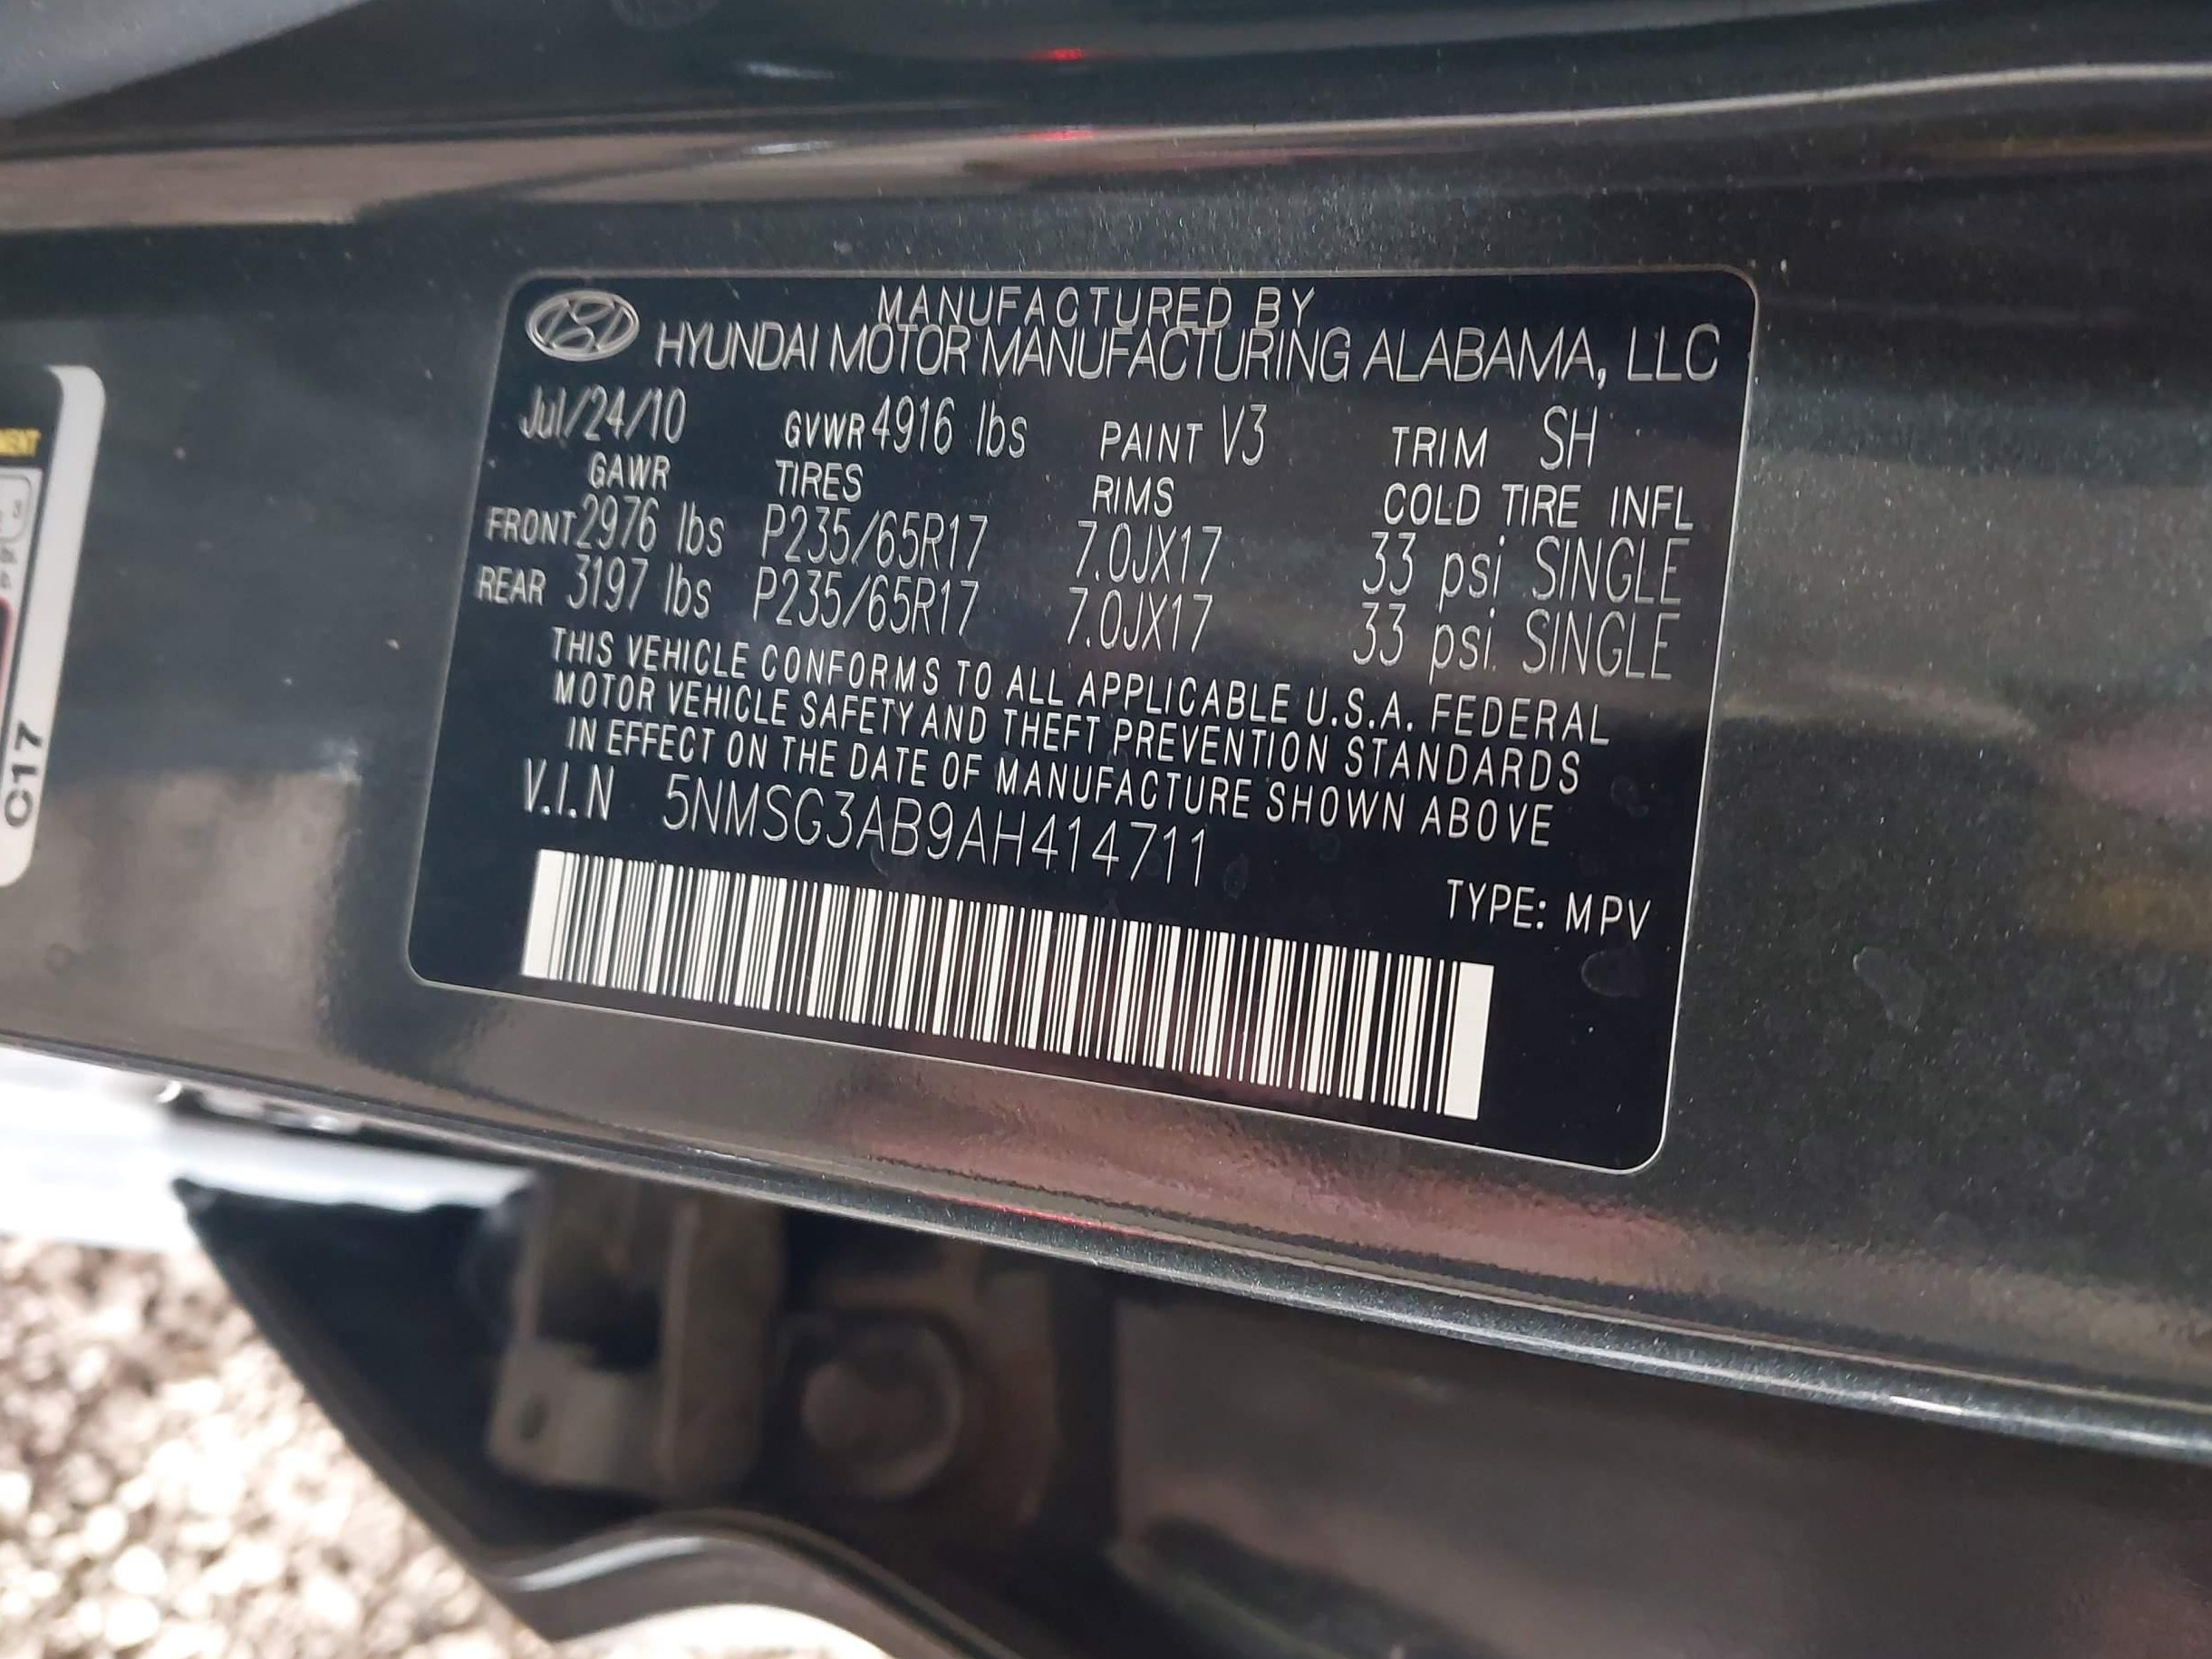 MANUFACTURED BY
HYUNDAI MOTOR MANUFACTURING ALABAMA, LLC
Jul/24/10 GVWR 4916 lbs PAINT V3 TRIM SH
GAWR TIRES RIMS COLD TIRE INFL
FRONT 2976 lbs P235/65R17 7.0JX17 33 psi SINGLE
REAR 3197 lbs P235/65R17 7.0JX17 33 psi SINGLE
THIS VEHICLE CONFORMS TO ALL APPLICABLE U.S.A. FEDERAL
MOTOR VEHICLE SAFETY AND THEFT PREVENTION STANDARDS
IN EFFECT ON THE DATE OF MANUFACTURE SHOWN ABOVE
V.I.N 5NMSG3AB9AH414711
TYPE: MPV
C17